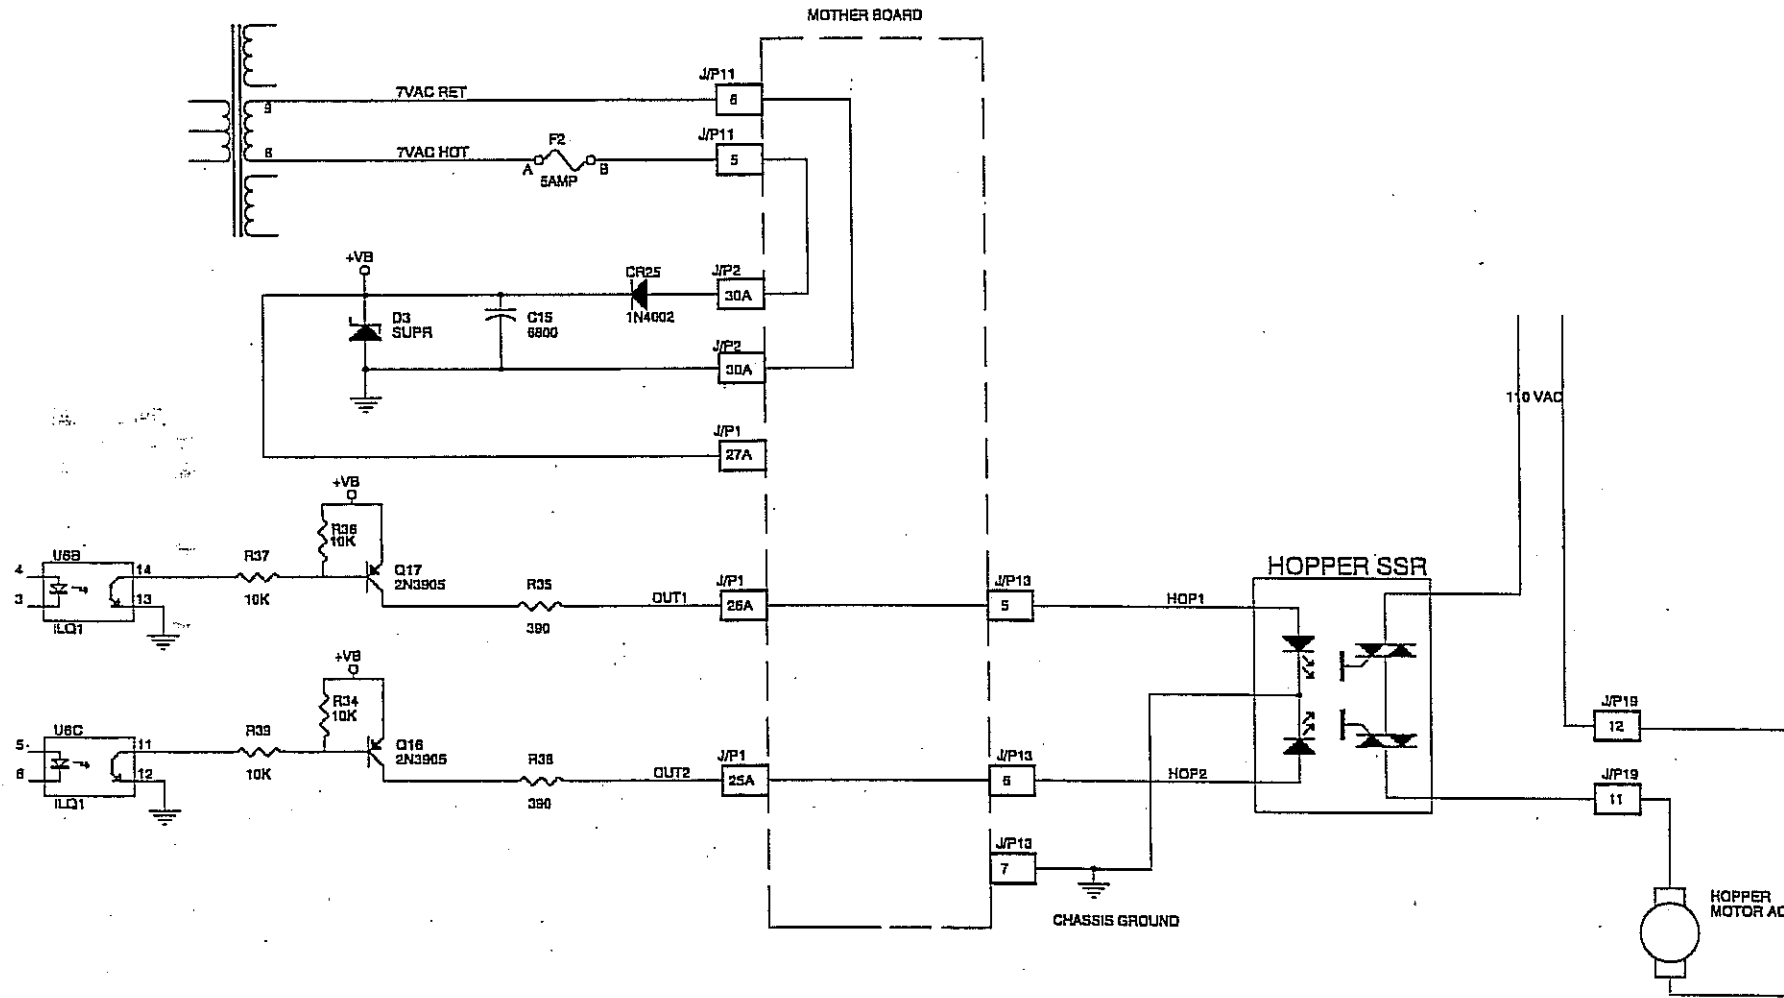 MOTHER BOARD
J/P11
7VAC RET
6
9
J/P11
F2
8
7VAC HOT
A
B
5
5AMP
+VB
CR25
J/P2
30A
D3
SUPR
C15
6800
1N4002
J/P2
30A
110 VAC
J/P1
27A
+VB
R36
10K
U6B
4
14
R37
Q17
2N3905
R35
J/P1
J/P13
HOPPER SSR
3
13
10K
OUT1
26A
5
HOP1
ILQ1
390
+VB
R34
10K
J/P19
12
U6C
5
11
R39
Q16
2N3905
R38
J/P1
J/P13
6
12
10K
OUT2
25A
6
HOP2
J/P19
11
ILQ1
390
J/P13
7
CHASSIS GROUND
HOPPER
MOTOR AC